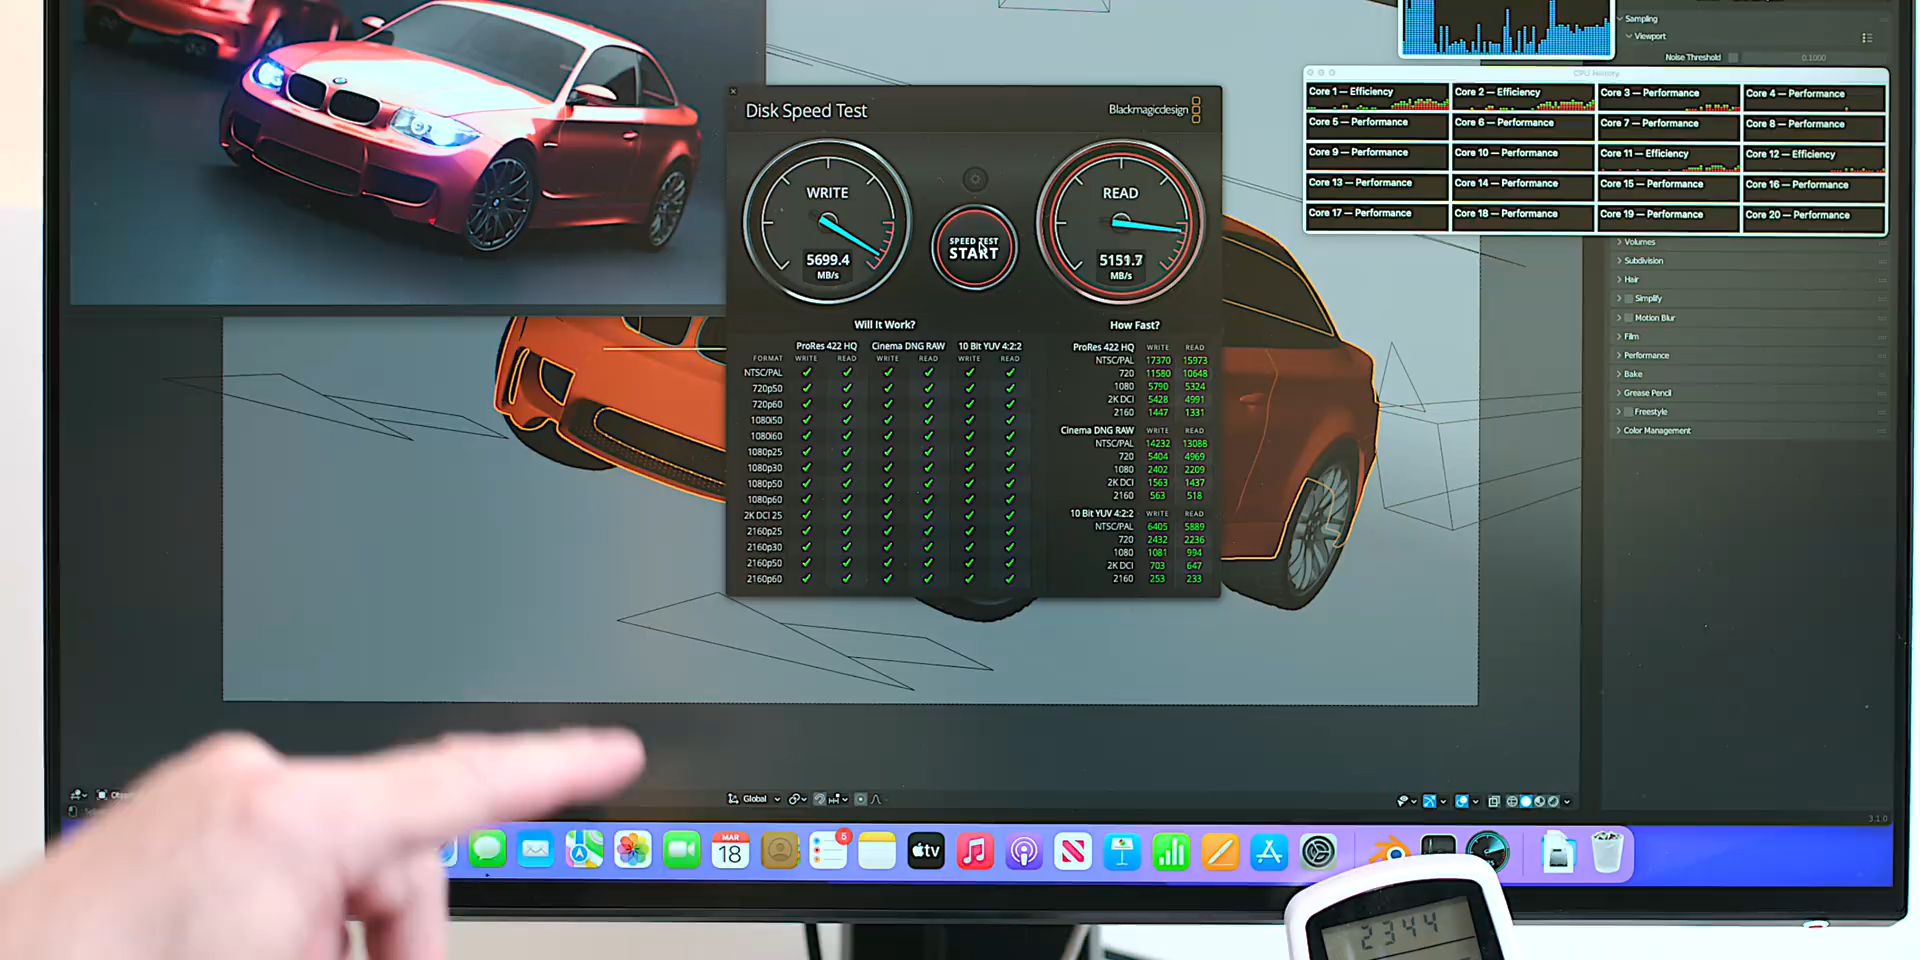 Sampling
Viewport
Noise Threshold 0.1000
CPU History
Core 1 — Efficiency Core 2 — Efficiency Core 3 — Performance Core 4 — Performance
Core 5 — Performance Core 6 — Performance Core 7 — Performance Core 8 — Performance
Core 9 — Performance Core 10 — Performance Core 11 — Efficiency Core 12 — Efficiency
Core 13 — Performance Core 14 — Performance Core 15 — Performance Core 16 — Performance
Core 17 — Performance Core 18 — Performance Core 19 — Performance Core 20 — Performance
Volumes
Subdivision
Hair
Simplify
Motion Blur
Film
Performance
Bake
Grease Pencil
Freestyle
Color Management
Disk Speed Test Blackmagicdesign
WRITE
5699.4
MB/s
SPEED TEST
START
READ
MB/s
Will It Work?
ProRes 422 HQ Cinema DNG RAW 10 Bit YUV 4:2:2
FORMAT WRITE READ WRITE READ WRITE READ
NTSC/PAL ✓ ✓ ✓ ✓ ✓ ✓
720p50 ✓ ✓ ✓ ✓ ✓ ✓
720p60 ✓ ✓ ✓ ✓ ✓ ✓
1080i50 ✓ ✓ ✓ ✓ ✓ ✓
1080i60 ✓ ✓ ✓ ✓ ✓ ✓
1080p25 ✓ ✓ ✓ ✓ ✓ ✓
1080p30 ✓ ✓ ✓ ✓ ✓ ✓
1080p50 ✓ ✓ ✓ ✓ ✓ ✓
1080p60 ✓ ✓ ✓ ✓ ✓ ✓
2K DCI 25 ✓ ✓ ✓ ✓ ✓ ✓
2160p25 ✓ ✓ ✓ ✓ ✓ ✓
2160p30 ✓ ✓ ✓ ✓ ✓ ✓
2160p50 ✓ ✓ ✓ ✓ ✓ ✓
2160p60 ✓ ✓ ✓ ✓ ✓ ✓
How Fast?
ProRes 422 HQ WRITE READ
NTSC/PAL 17370 15973
720 11580 10648
1080 5790 5324
2K DCI 5428 4991
2160 1447 1331
Cinema DNG RAW WRITE READ
NTSC/PAL 14232 13088
720 5404 4969
1080 2402 2209
2K DCI 1563 1437
2160 563 518
10 Bit YUV 4:2:2 WRITE READ
NTSC/PAL 6405 5889
720 2432 2236
1080 1081 994
2K DCI 703 647
2160 253 233
Global
3.1.0
MAR
18
5
tv
2344